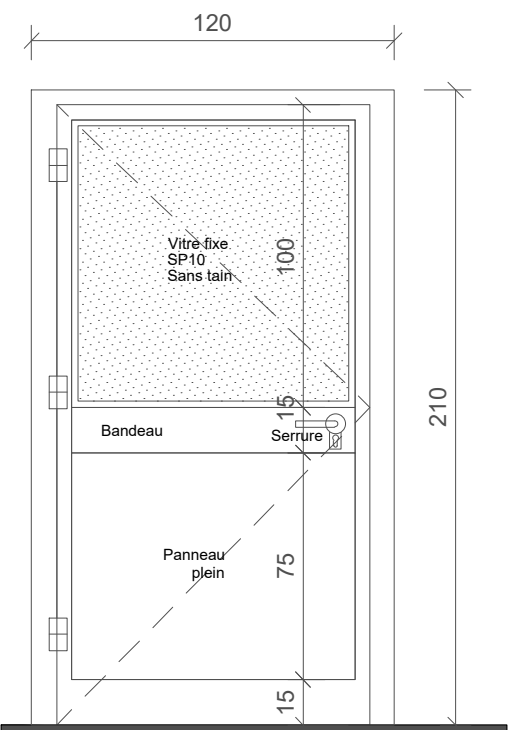 120
Vitre fixe
SP10
Sans tain
100
210
15
Bandeau
Serrure
Panneau
plein
75
15